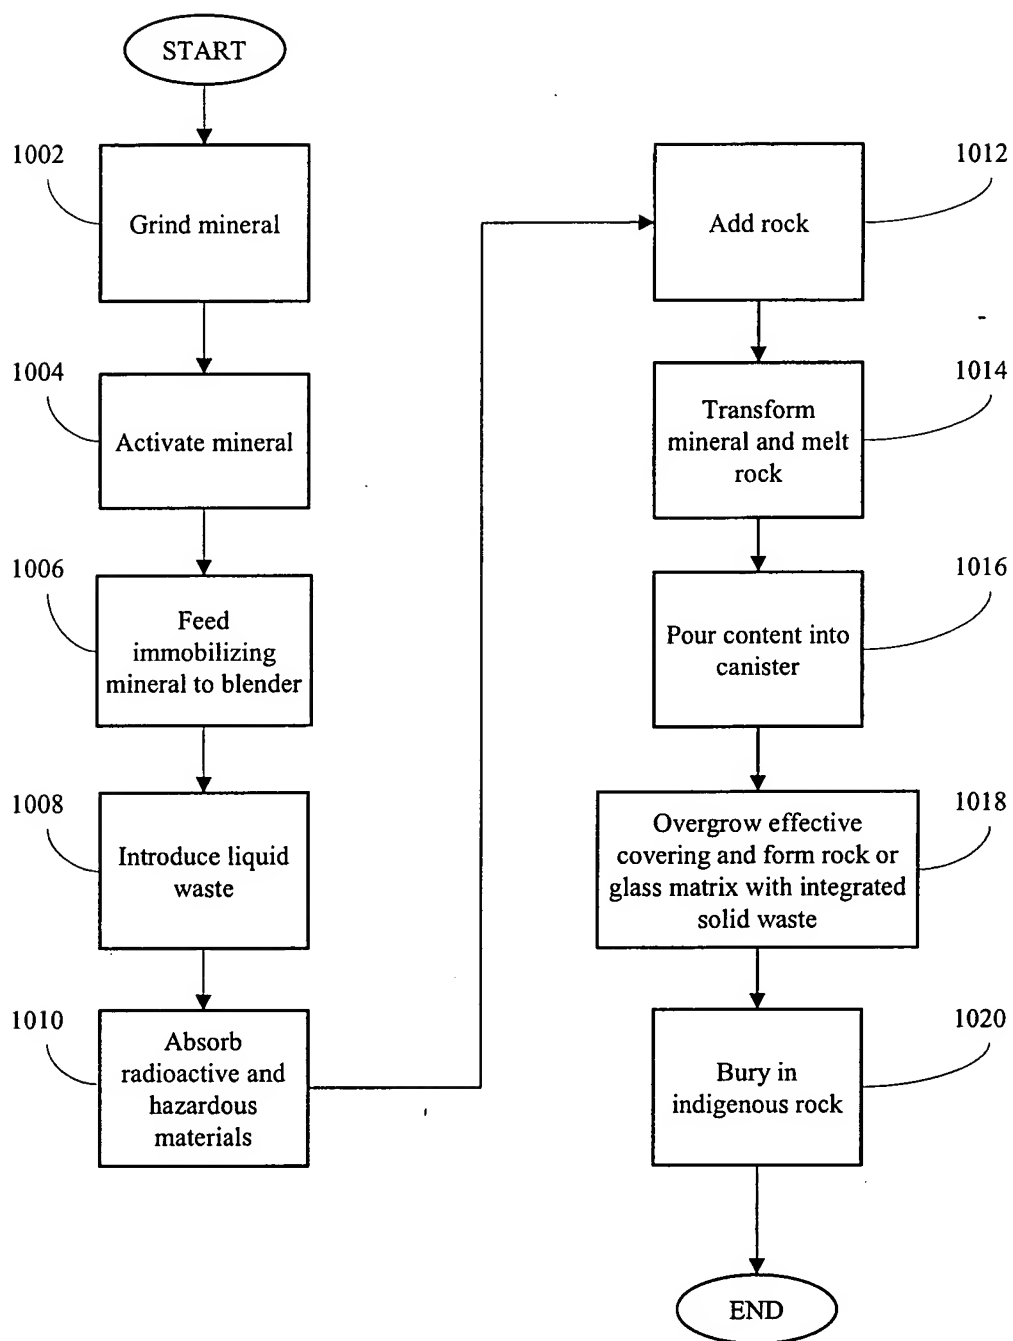 START
1002
Grind mineral
1004
Activate mineral
1006
Feed
immobilizing
mineral to blender
1008
Introduce liquid
waste
1010
Absorb
radioactive and
hazardous
materials
1012
Add rock
1014
Transform
mineral and melt
rock
1016
Pour content into
canister
1018
Overgrow effective
covering and form rock or
glass matrix with integrated
solid waste
1020
Bury in
indigenous rock
END